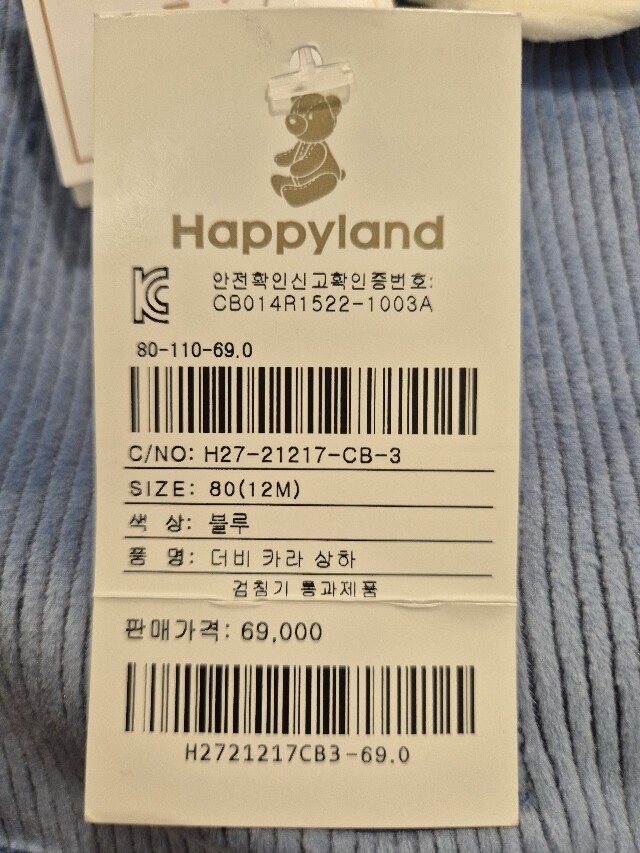 Happyland
안전확인신고확인증번호:
CB014R1522-1003A
80-110-69.0
C/NO: H27-21217-CB-3
SIZE: 80(12M)
색 상: 블루
품 명: 더비 카라 상하
검침기 통과제품
판매가격: 69,000
H2721217CB3-69.0